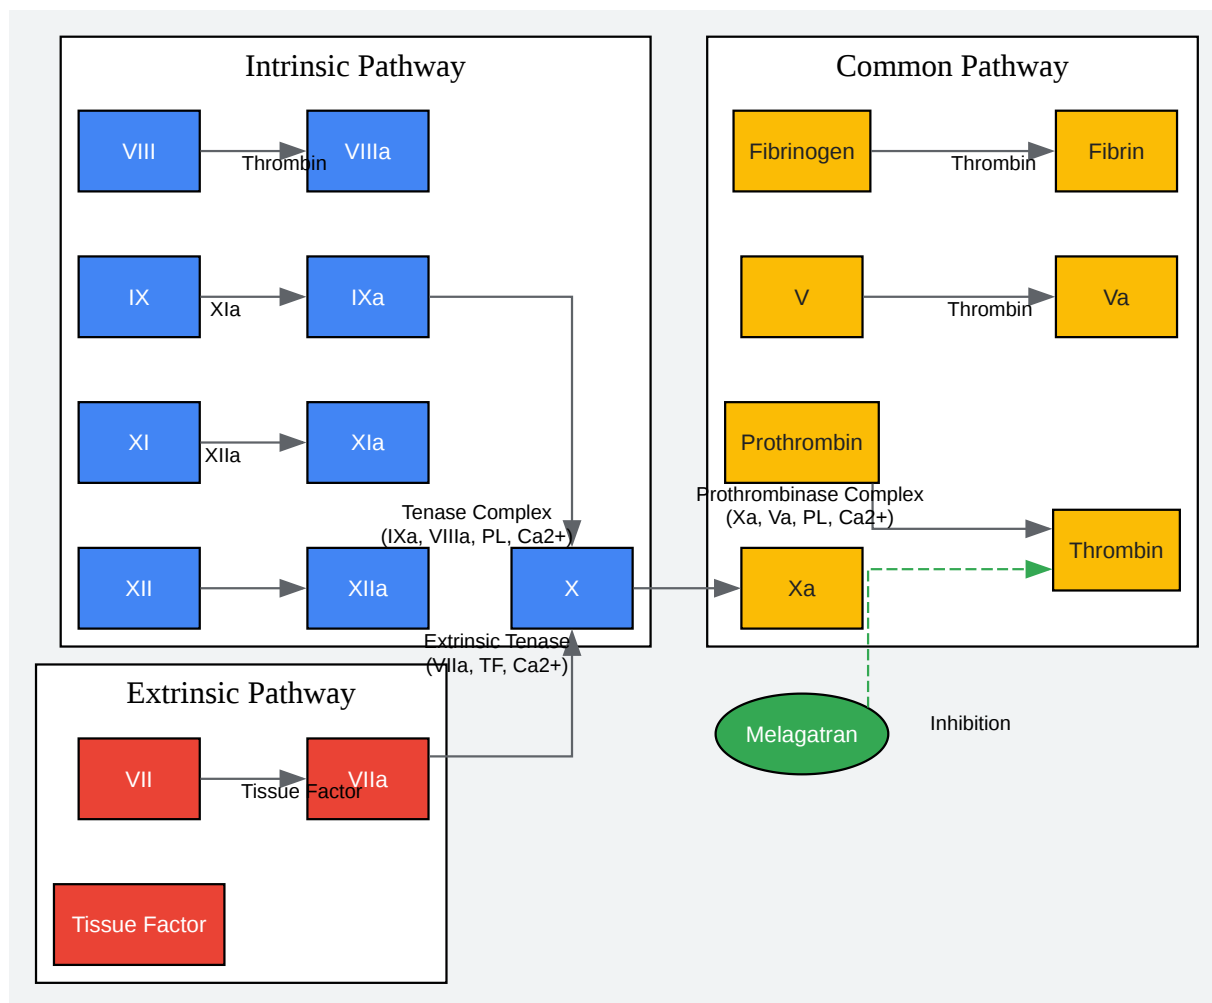 Intrinsic Pathway
VIII
Thrombin
VIIIa
IX
XIa
IXa
XI
XIIa
XIa
XII
XIIa
Tenase Complex
(IXa, VIIIa, PL, Ca2+)
X
Extrinsic Tenase
(VIIa, TF, Ca2+)
Extrinsic Pathway
VII
Tissue Factor
VIIa
Tissue Factor
Common Pathway
Fibrinogen
Thrombin
Fibrin
V
Thrombin
Va
Prothrombin
Prothrombinase Complex
(Xa, Va, PL, Ca2+)
Thrombin
Xa
Melagatran
Inhibition